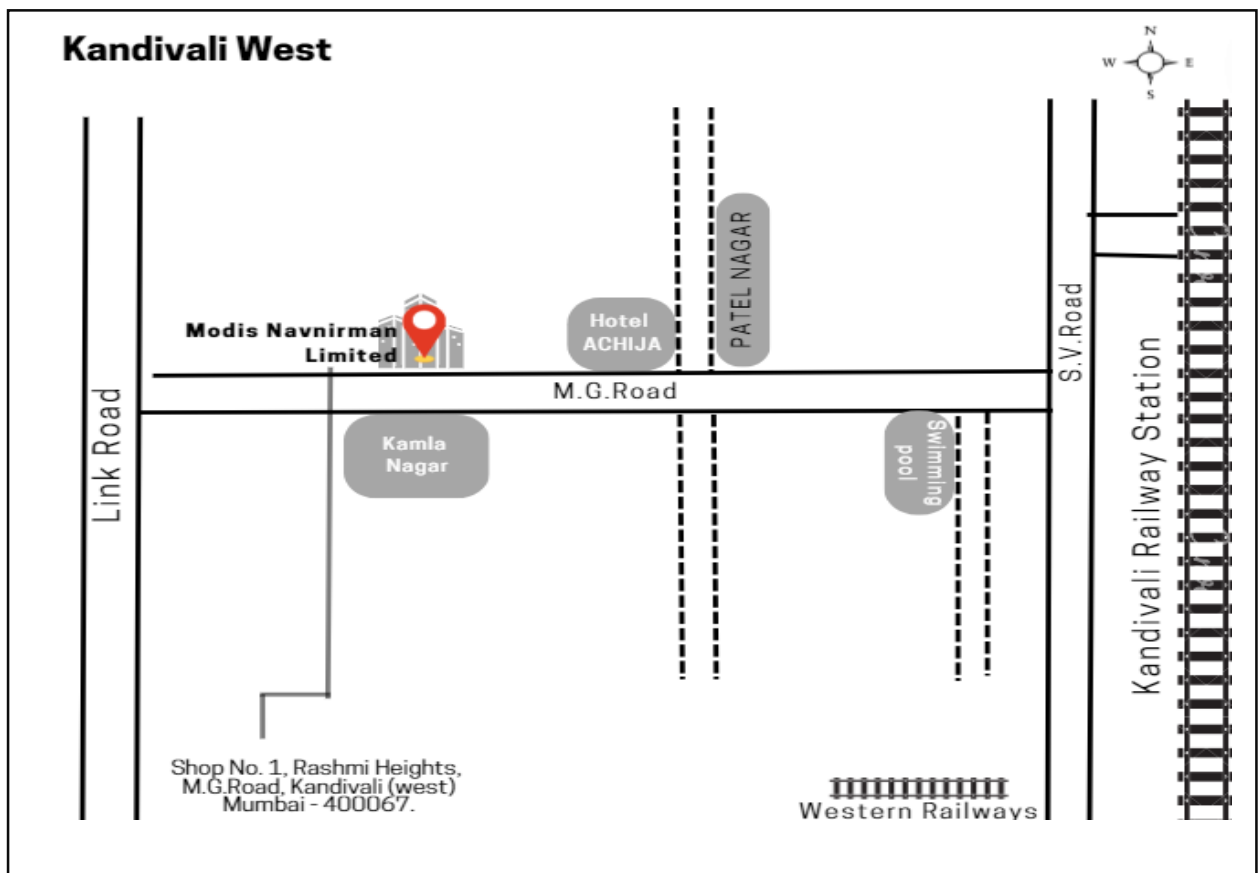 Kandivali West
N
W
E
S
PATEL NAGAR
Hotel
ACHIJA
Modis Navnirman
Limited
M.G.Road
S.V.Road
Link Road
Kamla
Nagar
Swimming
pool
Kandivali Railway Station
Shop No. 1, Rashmi Heights,
M.G.Road, Kandivali (west)
Mumbai - 400067.
Western Railways